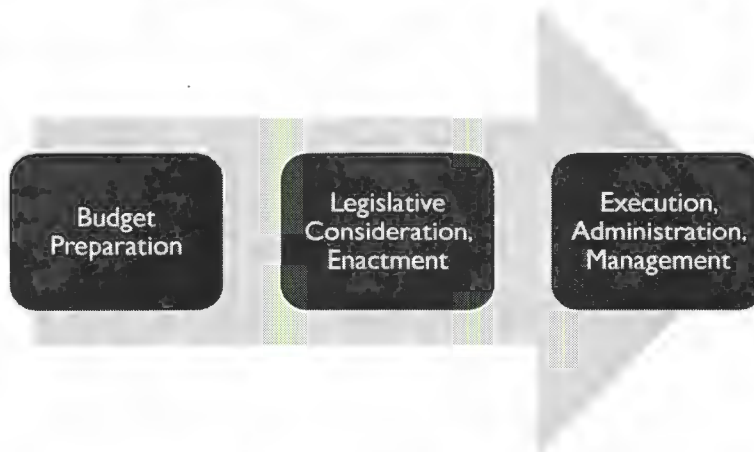 Budget
Preparation
Legislative
Consideration,
Enactment
Execution,
Administration,
Management